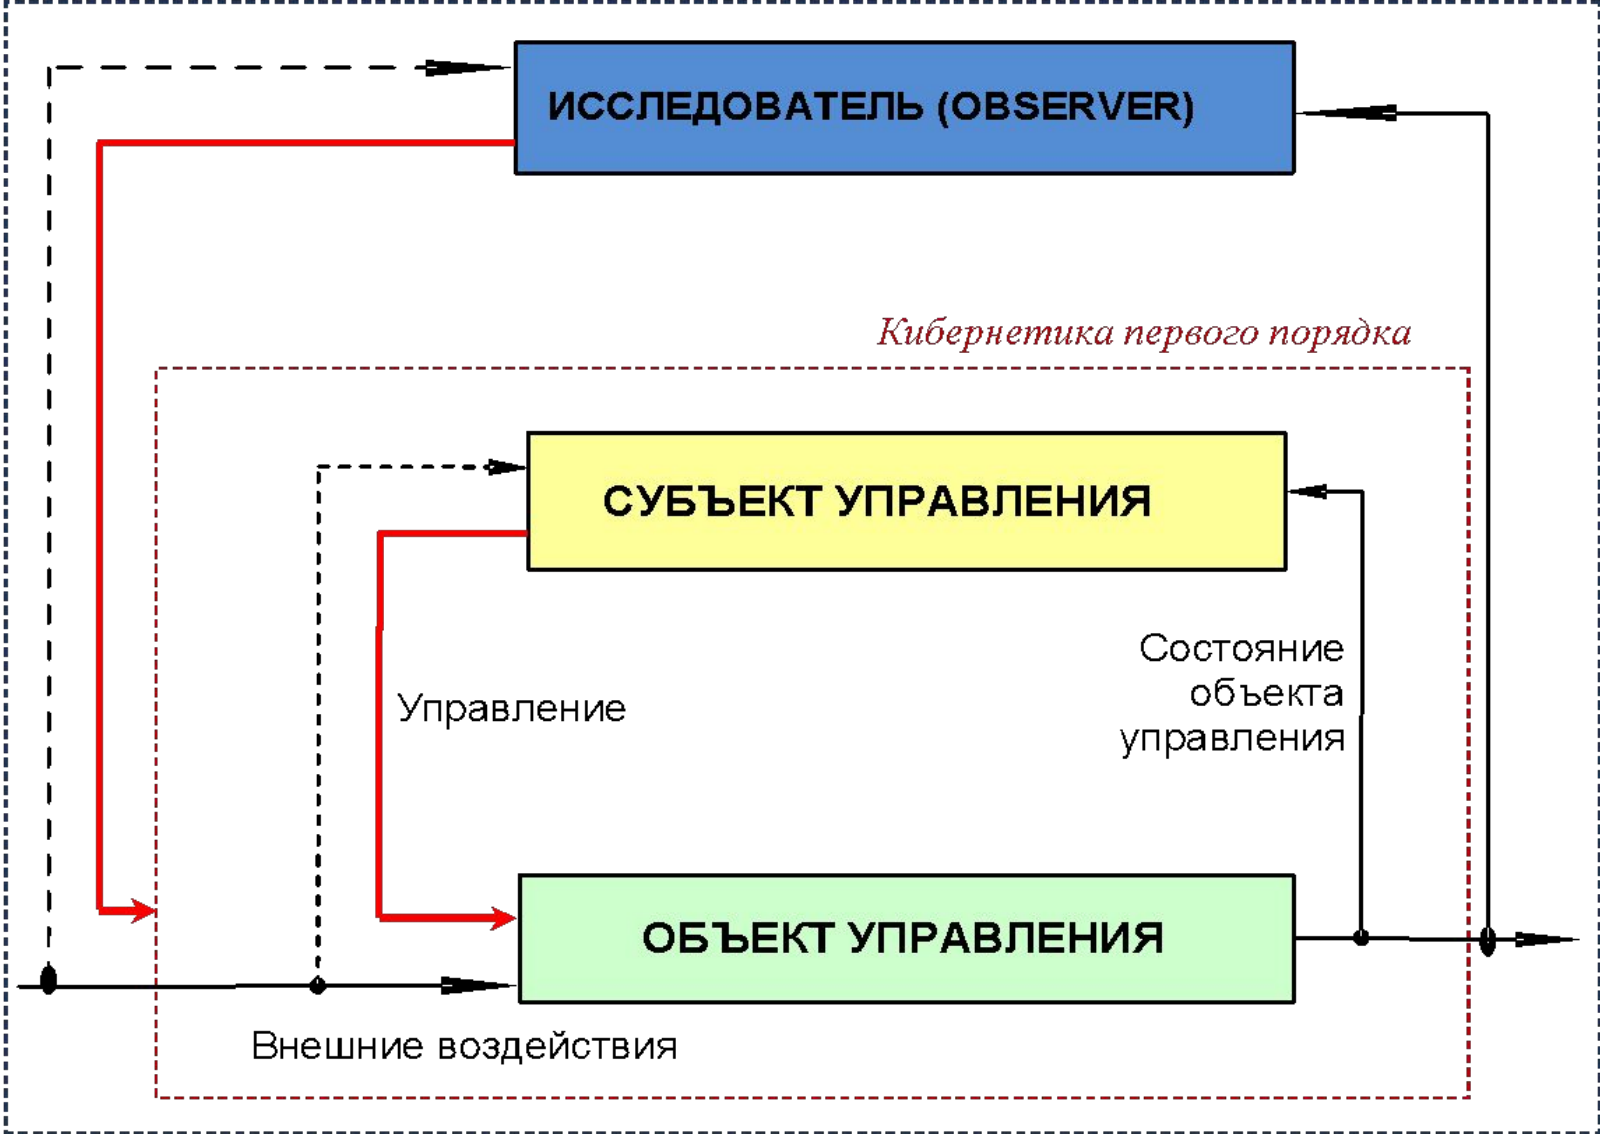 ИССЛЕДОВАТЕЛЬ (OBSERVER)
Кибернетика первого порядка
СУБЪЕКТ УПРАВЛЕНИЯ
Состояние
объекта
управления
Управление
ОБЪЕКТ УПРАВЛЕНИЯ
Внешние воздействия